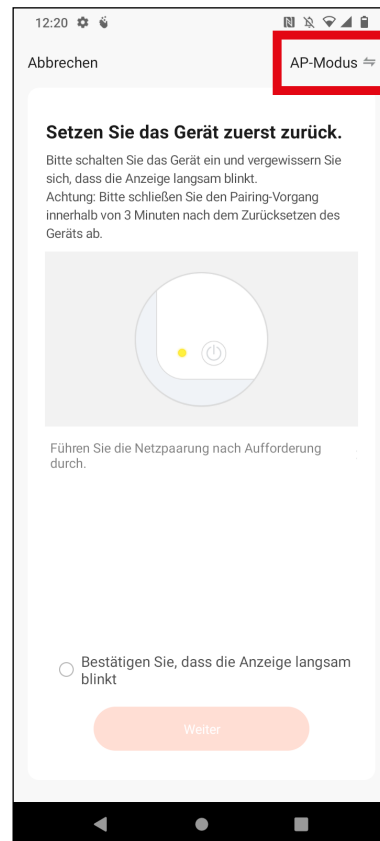 12:20
Abbrechen
AP-Modus
Setzen Sie das Gerät zuerst zurück.
Bitte schalten Sie das Gerät ein und vergewissern Sie
sich, dass die Anzeige langsam blinkt.
Achtung: Bitte schließen Sie den Pairing-Vorgang
innerhalb von 3 Minuten nach dem Zurücksetzen des
Geräts ab.
Führen Sie die Netzpaarung nach Aufforderung
durch.
Bestätigen Sie, dass die Anzeige langsam
blinkt
Weiter